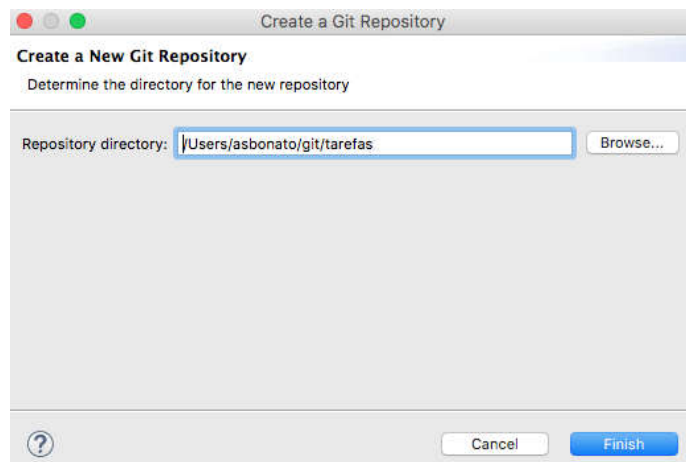 Create a Git Repository
Create a New Git Repository
Determine the directory for the new repository
Repository directory: /Users/asbonato/git/tarefas Browse...
? Cancel Finish